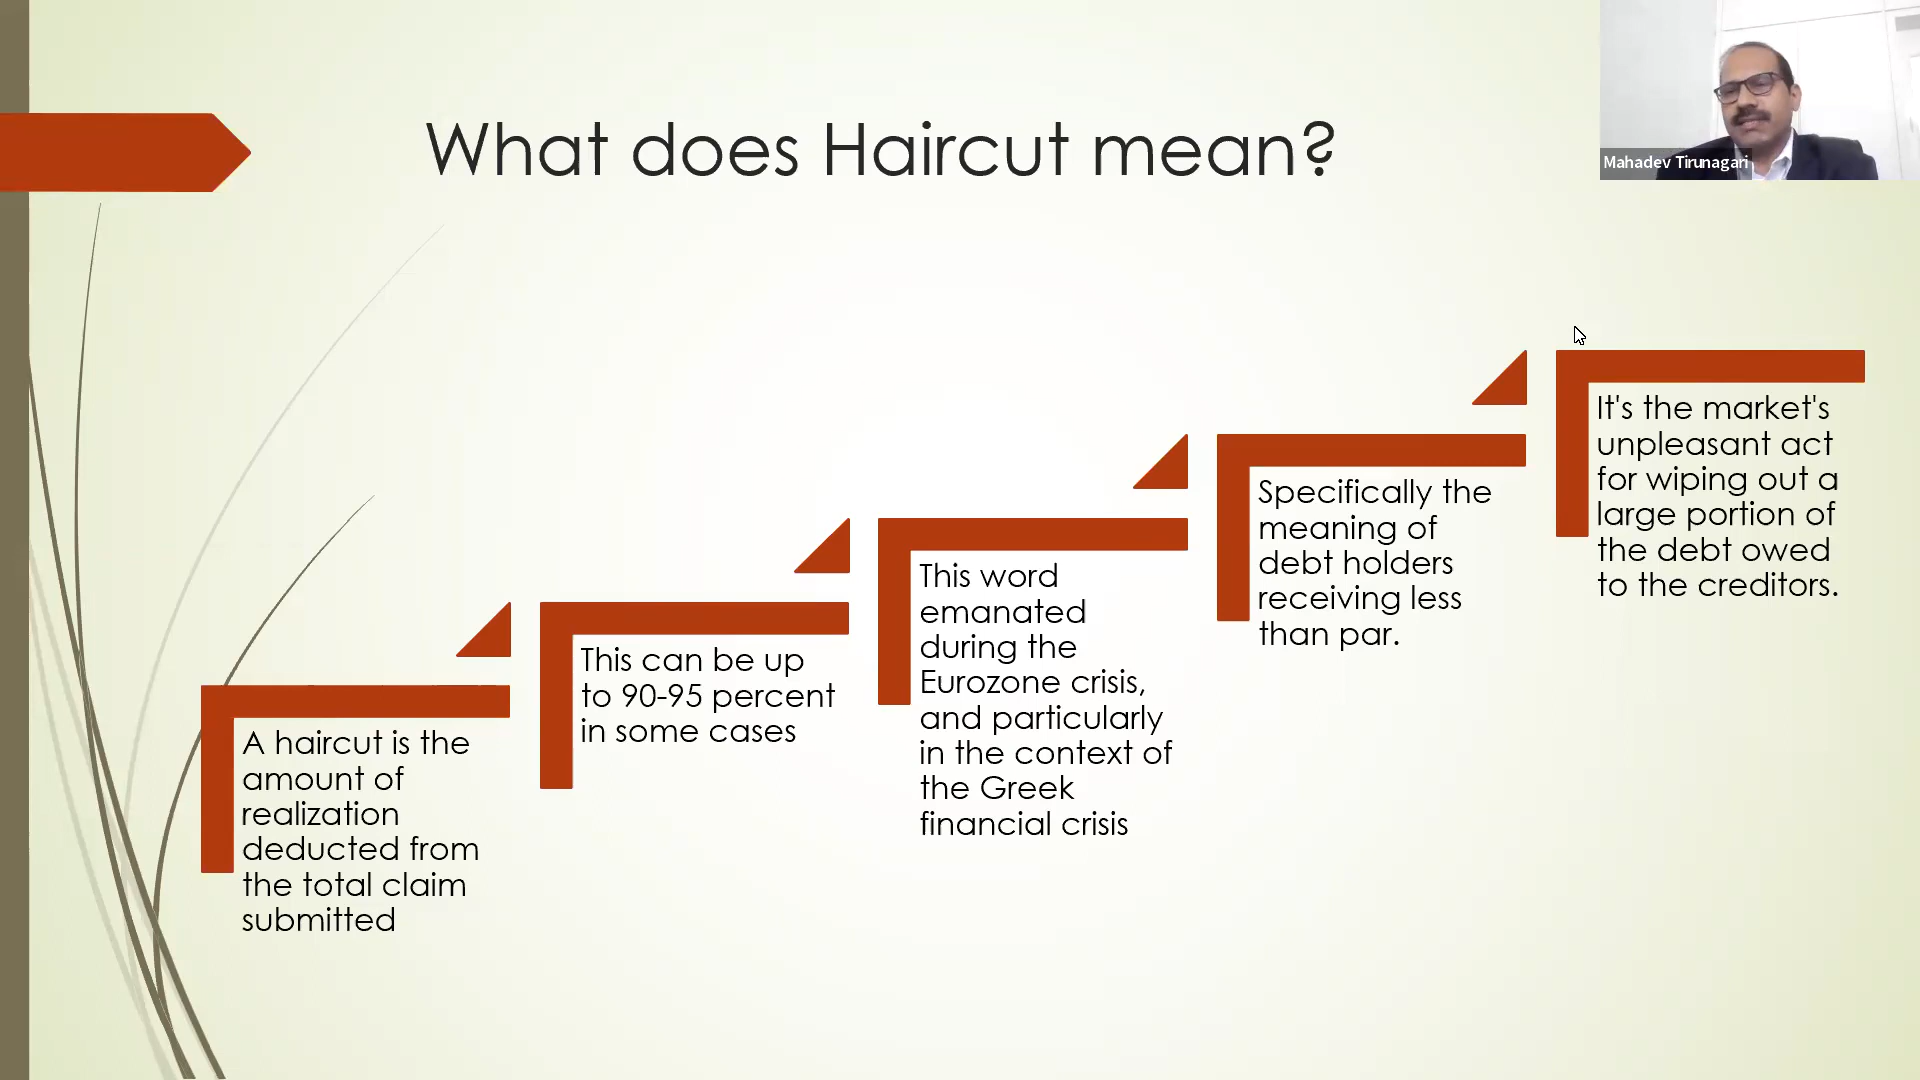 What does Haircut mean?
Mahadev Tirunagari
A haircut is the
amount of
realization
deducted from
the total claim
submitted
This can be up
to 90-95 percent
in some cases
This word
emanated
during the
Eurozone crisis,
and particularly
in the context of
the Greek
financial crisis
Specifically the
meaning of
debt holders
receiving less
than par.
It's the market's
unpleasant act
for wiping out a
large portion of
the debt owed
to the creditors.